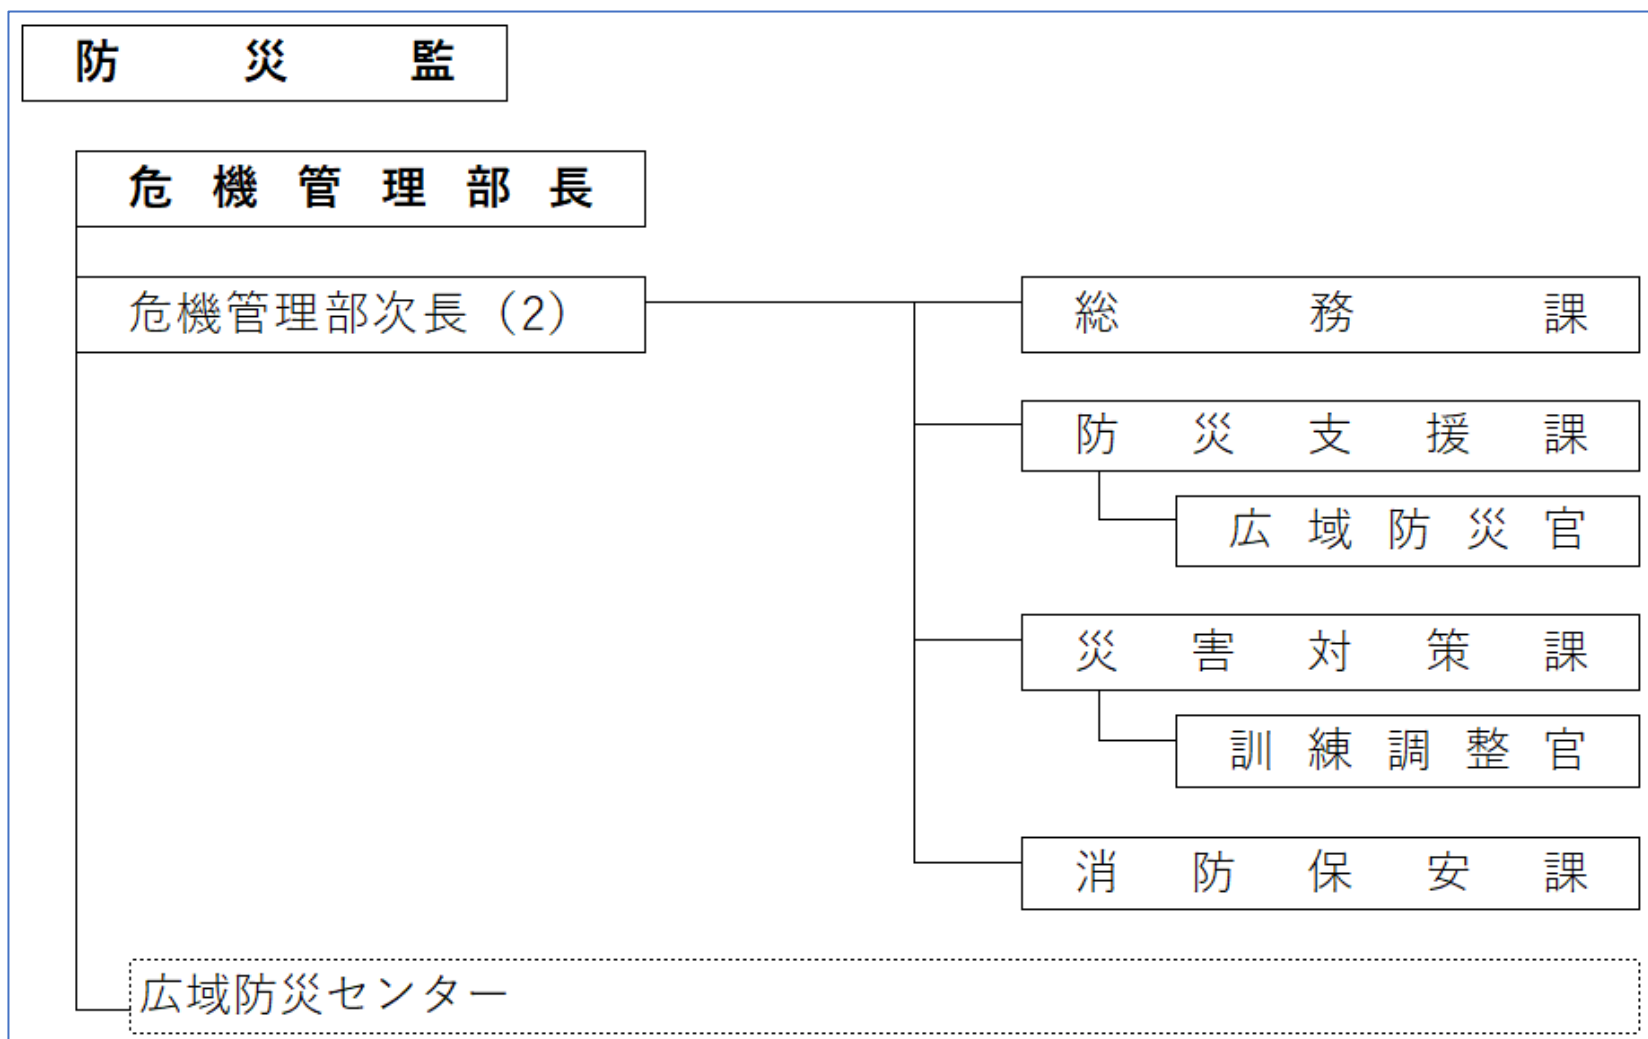 防災監
危機管理部長
危機管理部次長（2）
総務課
防災支援課
広域防災官
災害対策課
訓練調整官
消防保安課
広域防災センター